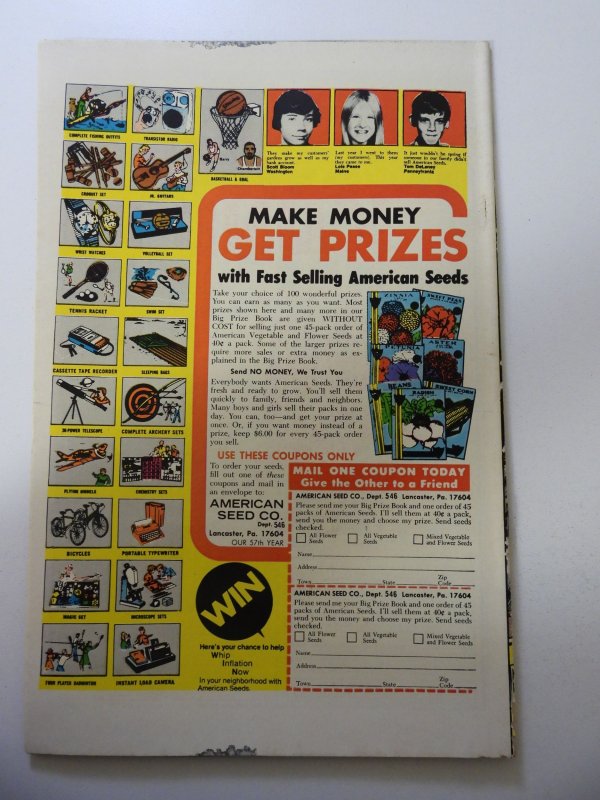 COMPLETE FISHING OUTFITS
TRANSISTOR RADIO
CROQUET SET
JR. GUITARS
WRIST WATCHES
VOLLEYBALL SET
TENNIS RACKET
SWIM SET
CASSETTE TAPE RECORDER
SLEEPING BAGS
30-POWER TELESCOPE
COMPLETE ARCHERY SETS
FLYING MODELS
CHEMISTRY SETS
BICYCLES
PORTABLE TYPEWRITER
MAGIC SET
MICROSCOPE SETS
FOUR PLAYER BADMINTON
INSTANT LOAD CAMERA
Chamberlain
BASKETBALL & GOAL
They make my customers'
gardens grow as well as my
bank account.
Scott Bloom
Washington
Last year I went to them
(my customers). This year
they came to me.
Lois Pease
Maine
It just wouldn't be spring if
someone in our family didn't
sell American Seeds.
Tom DeLaney
Pennsylvania
MAKE MONEY
GET PRIZES
with Fast Selling American Seeds
Take your choice of 100 wonderful prizes.
You can earn as many as you want. Most
prizes shown here and many more in our
Big Prize Book are given WITHOUT
COST for selling just one 45-pack order of
American Vegetable and Flower Seeds at
40¢ a pack. Some of the larger prizes re-
quire more sales or extra money as ex-
plained in the Big Prize Book.
Send NO MONEY, We Trust You
Everybody wants American Seeds. They're
fresh and ready to grow. You'll sell them
quickly to family, friends and neighbors.
Many boys and girls sell their packs in one
day. You can, too—and get your prize at
once. Or, if you want money instead of a
prize, keep $6.00 for every 45-pack order
you sell.
ZINNIA
SWEET PEAS
PETUNIA
ASTER
BEANS
RADISH
SWEET CORN
USE THESE COUPONS ONLY
To order your seeds,
fill out one of these
coupons and mail in
an envelope to:
AMERICAN
SEED CO.
Dept. 546
Lancaster, Pa. 17604
OUR 57th YEAR
WIN
Here's your chance to help
Whip
Inflation
Now
in your neighborhood with
American Seeds.
MAIL ONE COUPON TODAY
Give the Other to a Friend
AMERICAN SEED CO., Dept. 546 Lancaster, Pa. 17604
Please send me your Big Prize Book and one order of 45
packs of American Seeds. I'll sell them at 40¢ a pack,
send you the money and choose my prize. Send seeds
checked.
All Flower Seeds
All Vegetable Seeds
Mixed Vegetable and Flower Seeds
Name
Address
Town State Zip Code
AMERICAN SEED CO., Dept. 546 Lancaster, Pa. 17604
Please send me your Big Prize Book and one order of 45
packs of American Seeds. I'll sell them at 40¢ a pack,
send you the money and choose my prize. Send seeds
checked.
All Flower Seeds
All Vegetable Seeds
Mixed Vegetable and Flower Seeds
Name
Address
Town State Zip Code